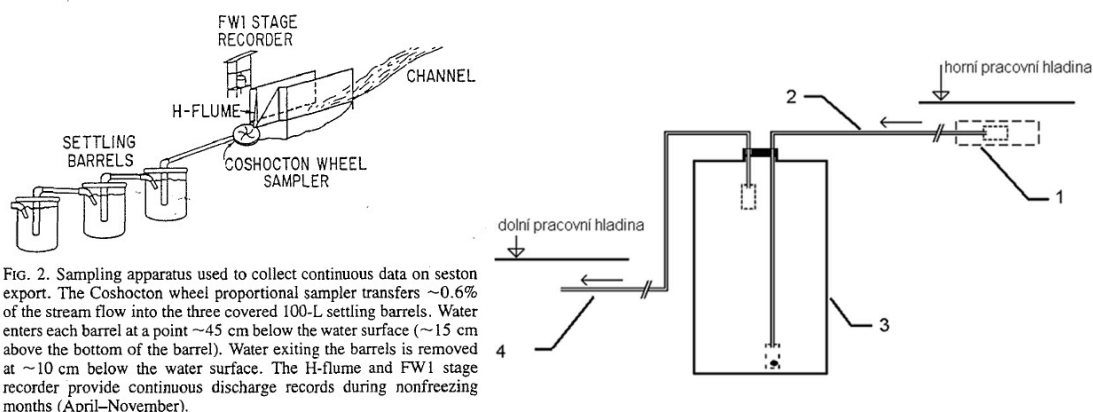 FW1 STAGE
RECORDER
CHANNEL
H-FLUME
SETTLING
BARRELS
COSHOCTON WHEEL
SAMPLER
FIG. 2. Sampling apparatus used to collect continuous data on seston
export. The Coshocton wheel proportional sampler transfers ~0.6%
of the stream flow into the three covered 100-L settling barrels. Water
enters each barrel at a point ~45 cm below the water surface (~15 cm
above the bottom of the barrel). Water exiting the barrels is removed
at ~10 cm below the water surface. The H-flume and FW1 stage
recorder provide continuous discharge records during nonfreezing
months (April–November).
horní pracovní hladina
2
1
dolní pracovní hladina
3
4